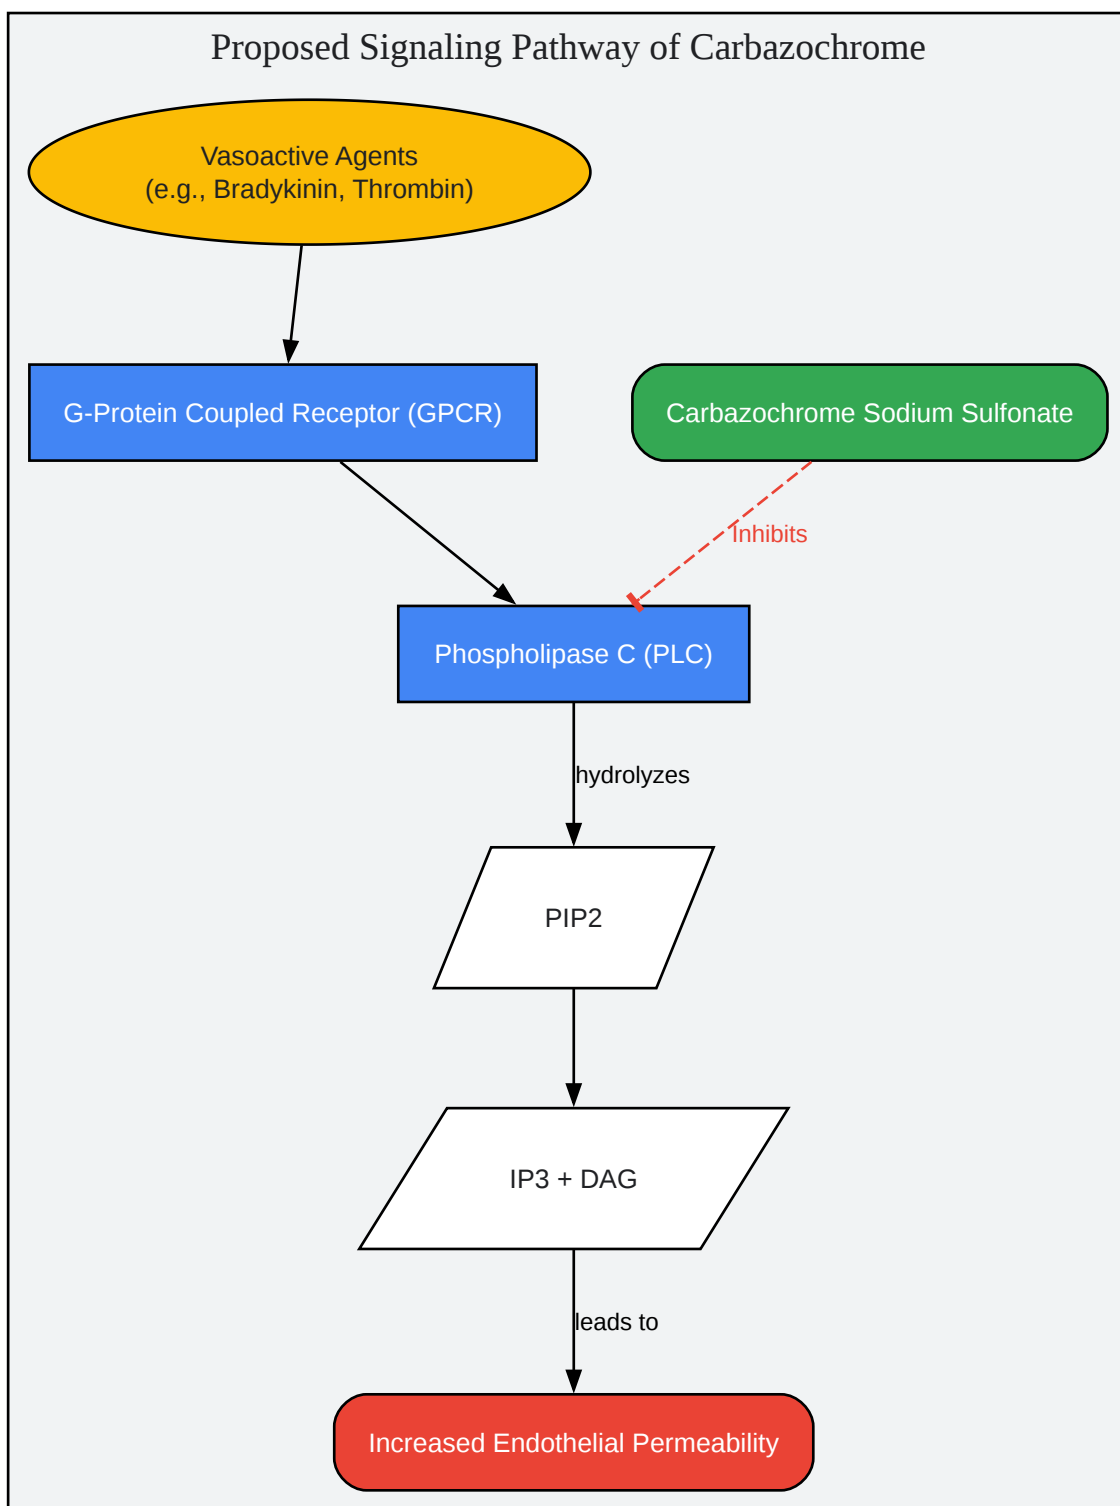 Proposed Signaling Pathway of Carbazochrome
Vasoactive Agents
(e.g., Bradykinin, Thrombin)
G-Protein Coupled Receptor (GPCR)
Carbazochrome Sodium Sulfonate
Inhibits
Phospholipase C (PLC)
hydrolyzes
PIP2
IP3 + DAG
leads to
Increased Endothelial Permeability